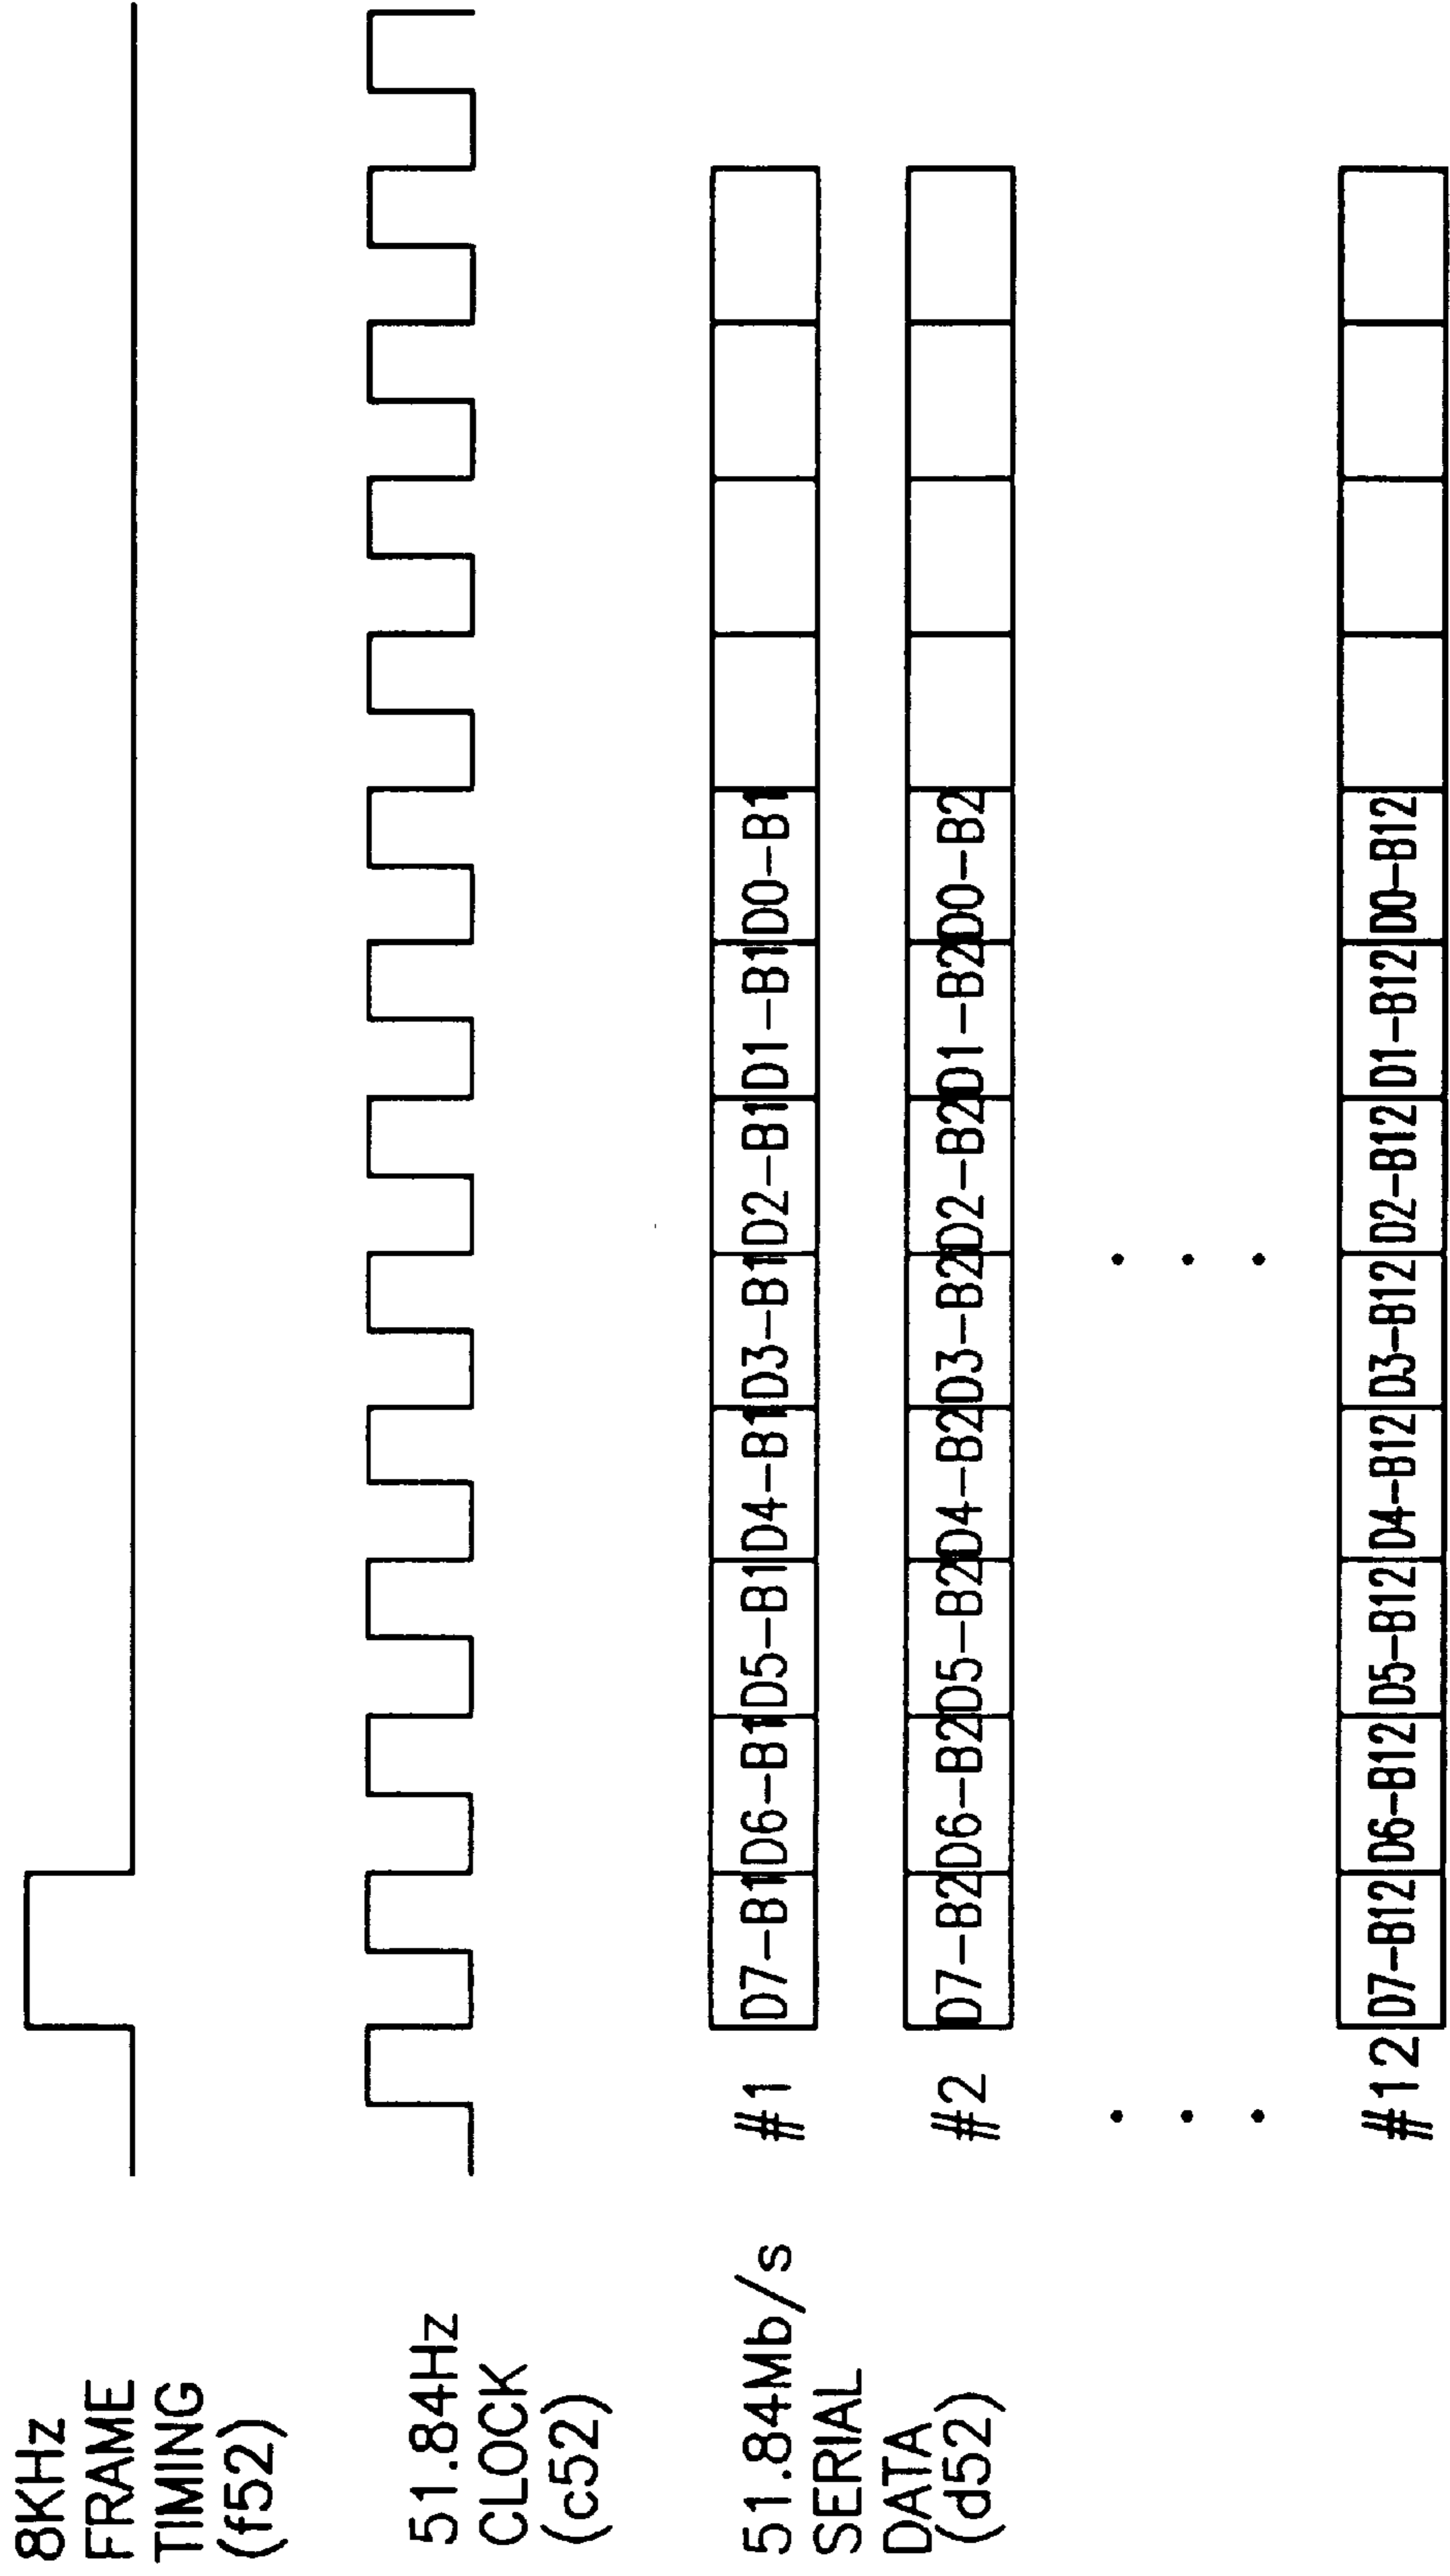 8KHz
FRAME
TIMING
(f52)
51.84Hz
CLOCK
(c52)
51.84Mb/s
SERIAL
DATA
(d52)
#1 D7-B1 D6-B1 D5-B1 D4-B1 D3-B1 D2-B1 D1-B1 D0-B1
#2 D7-B2 D6-B2 D5-B2 D4-B2 D3-B2 D2-B2 D1-B2 D0-B2
#12 D7-B12 D6-B12 D5-B12 D4-B12 D3-B12 D2-B12 D1-B12 D0-B12